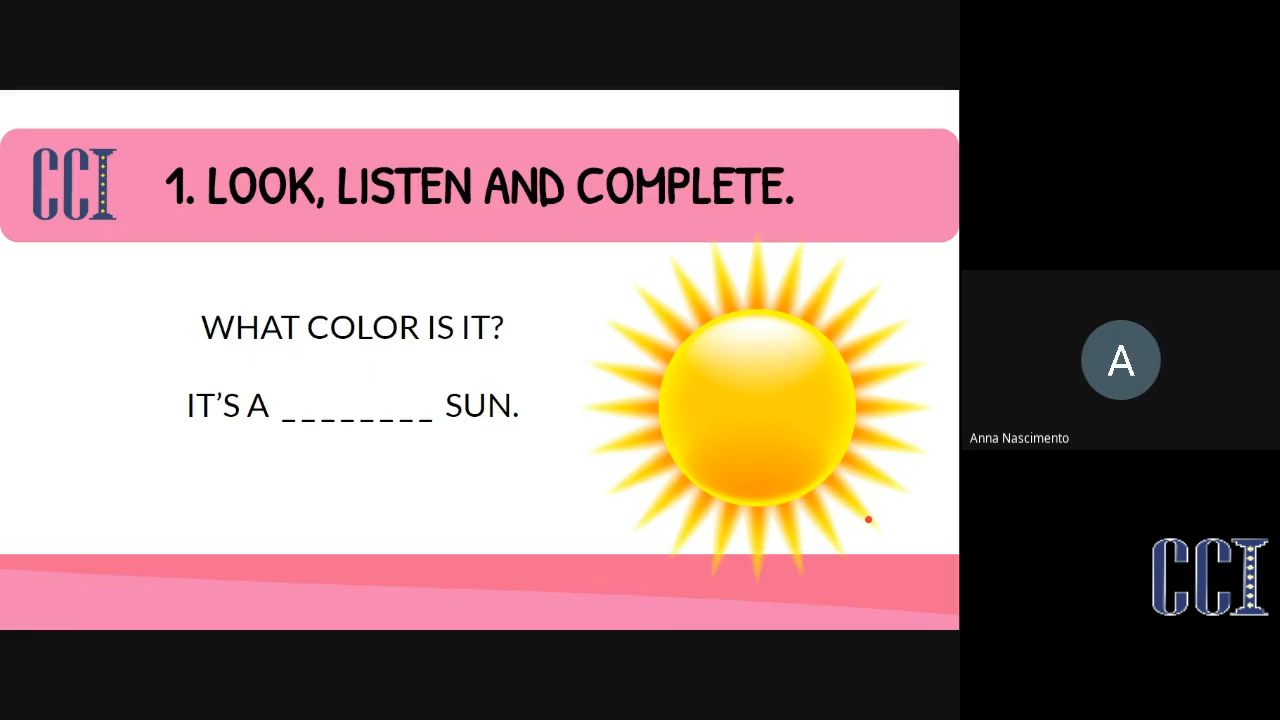 CCI
1. LOOK, LISTEN AND COMPLETE.
WHAT COLOR IS IT?
IT’S A ________ SUN.
A
Anna Nascimento
CCI